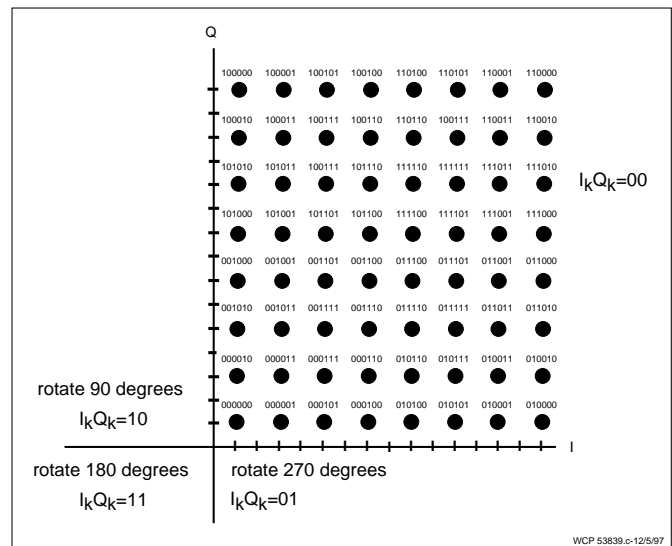 Q
100000 100001 100101 100100 110100 110101 110001 110000
100010 100011 100111 100110 110110 100111 110011 110010
101010 101011 100111 101110 111110 111111 111011 111010
IkQk=00
101000 101001 101101 101100 111100 111101 111001 111000
001000 001001 001101 001100 011100 011101 011001 011000
001010 001011 001111 001110 011110 011111 011011 011010
000010 000011 000111 000110 010110 010111 010011 010010
rotate 90 degrees
IkQk=10
000000 000001 000101 000100 010100 010101 010001 010000
I
rotate 180 degrees
IkQk=11
rotate 270 degrees
IkQk=01
WCP 53839.c-12/5/97